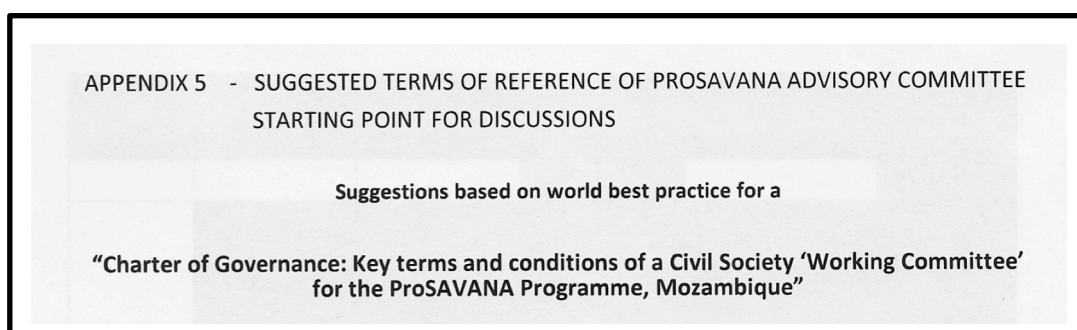 APPENDIX 5 - SUGGESTED TERMS OF REFERENCE OF PROSAVANA ADVISORY COMMITTEE
STARTING POINT FOR DISCUSSIONS
Suggestions based on world best practice for a
“Charter of Governance: Key terms and conditions of a Civil Society ‘Working Committee’
for the ProSAVANA Programme, Mozambique”